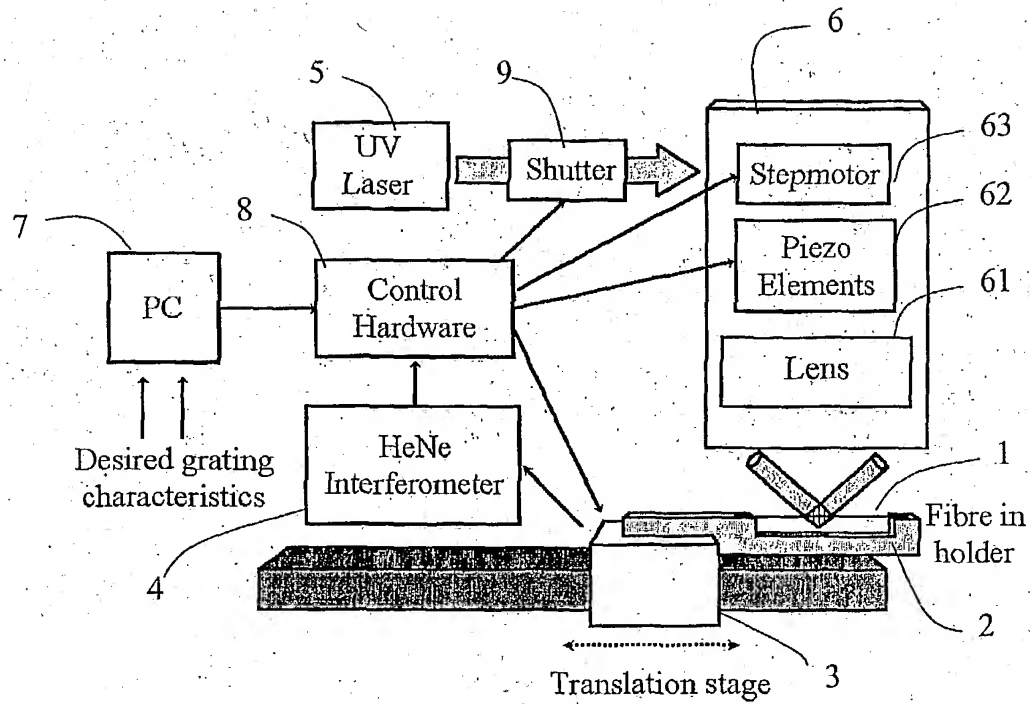 6
5
9
63
UV
Laser
Shutter
Stepmotor
7
8
62
PC
Control
Hardware
Piezo
Elements
61
Lens
Desired grating
characteristics
HeNe
Interferometer
1
Fibre in
holder
4
2
3
Translation stage